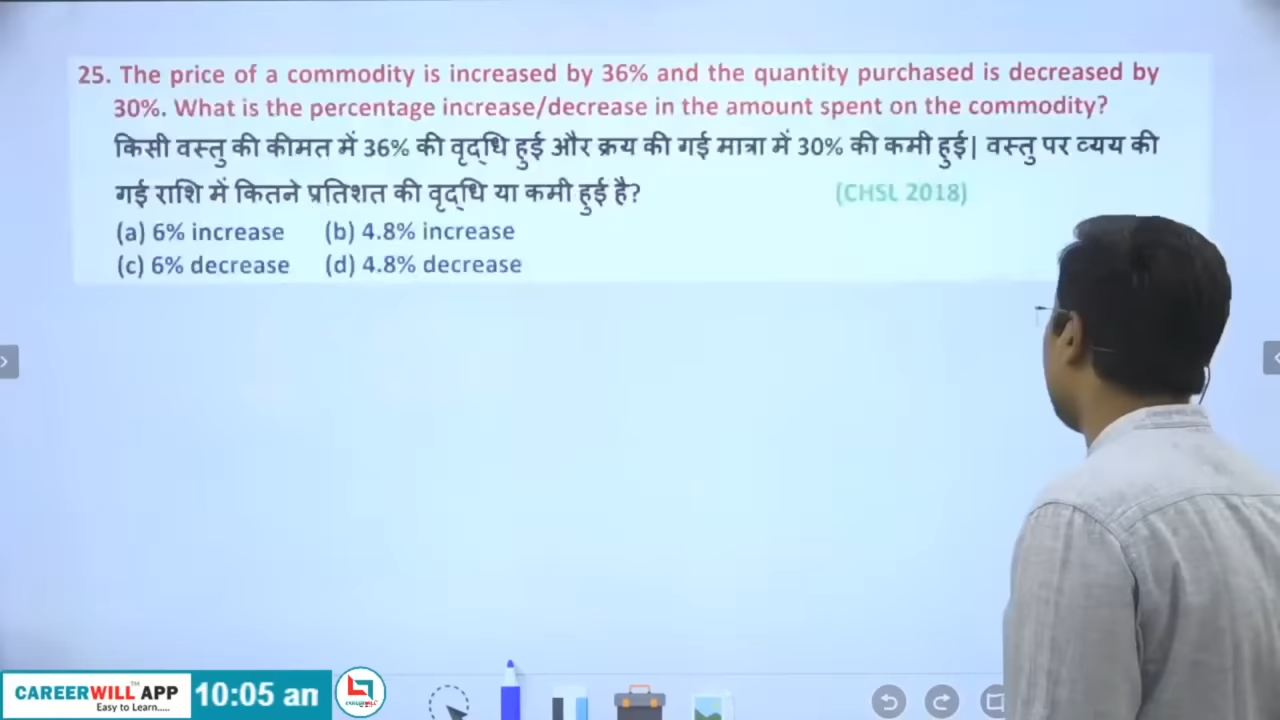 25. The price of a commodity is increased by 36% and the quantity purchased is decreased by
30%. What is the percentage increase/decrease in the amount spent on the commodity?
किसी वस्तु की कीमत में 36% की वृद्धि हुई और क्रय की गई मात्रा में 30% की कमी हुई| वस्तु पर व्यय की
गई राशि में कितने प्रतिशत की वृद्धि या कमी हुई है? (CHSL 2018)
(a) 6% increase (b) 4.8% increase
(c) 6% decrease (d) 4.8% decrease
CAREERWILL™ APP
Easy to Learn.....
10:05 an
CAREERWILL